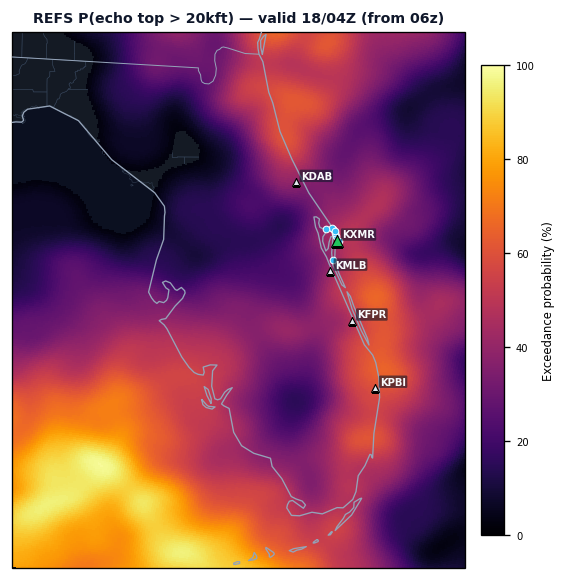 REFS P(echo top > 20kft) — valid 18/04Z (from 06z)
KDAB
KXMR
KMLB
KFPR
KPBI
100
80
60
40
20
0
Exceedance probability (%)